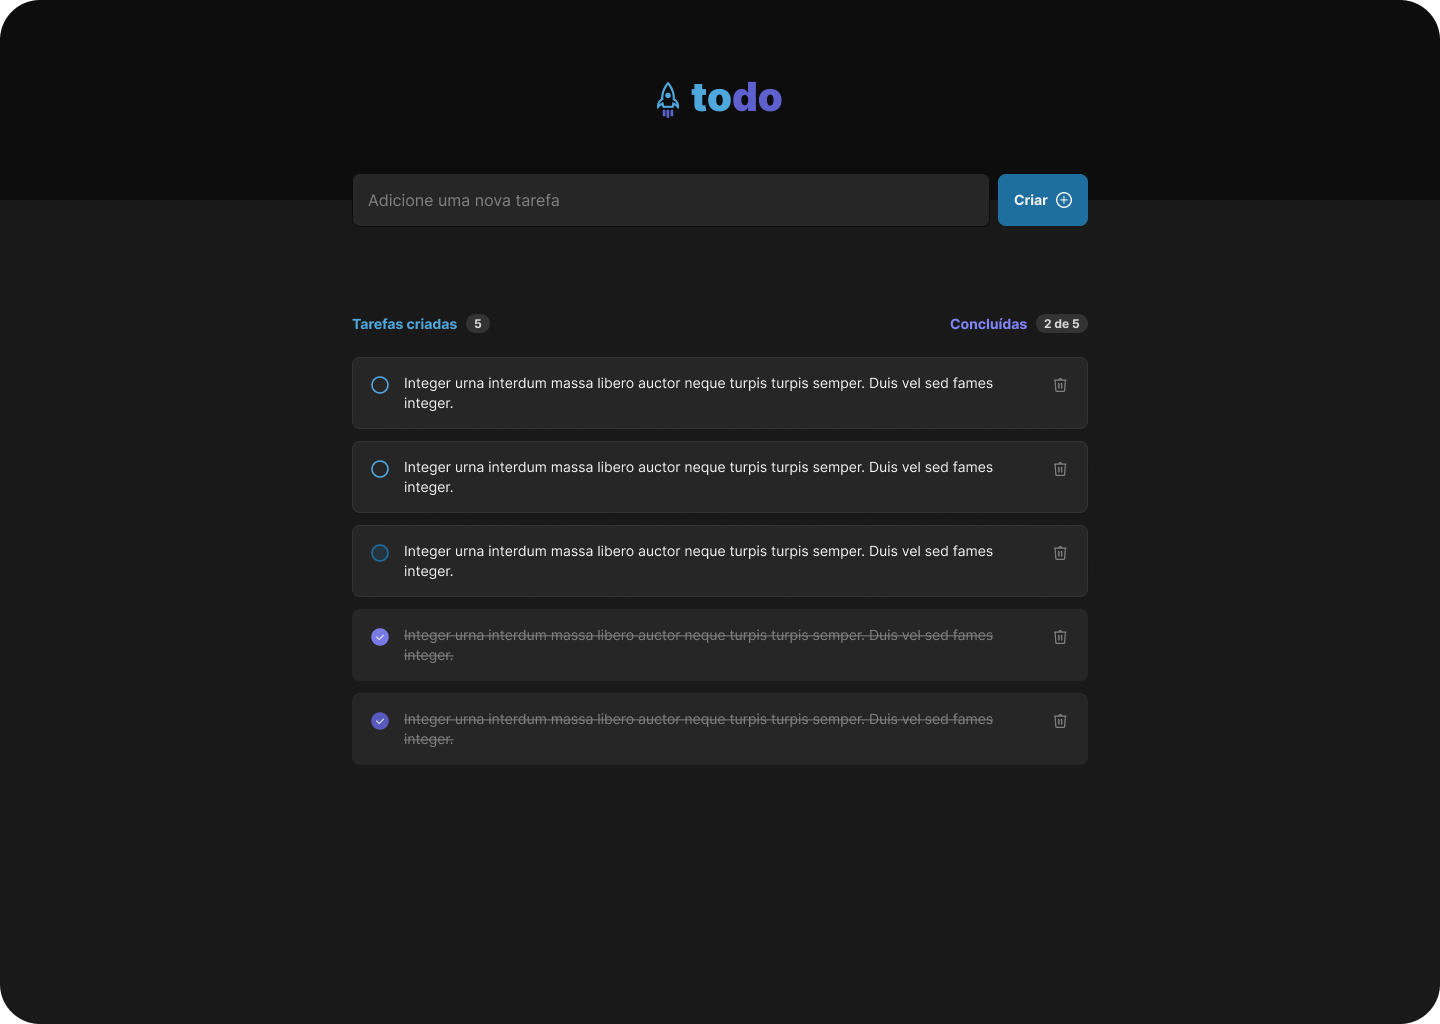 todo
Adicione uma nova tarefa
Criar
Tarefas criadas 5
Concluídas 2 de 5
Integer urna interdum massa libero auctor neque turpis turpis semper. Duis vel sed fames
integer.
Integer urna interdum massa libero auctor neque turpis turpis semper. Duis vel sed fames
integer.
Integer urna interdum massa libero auctor neque turpis turpis semper. Duis vel sed fames
integer.
Integer urna interdum massa libero auctor neque turpis turpis semper. Duis vel sed fames
integer.
Integer urna interdum massa libero auctor neque turpis turpis semper. Duis vel sed fames
integer.